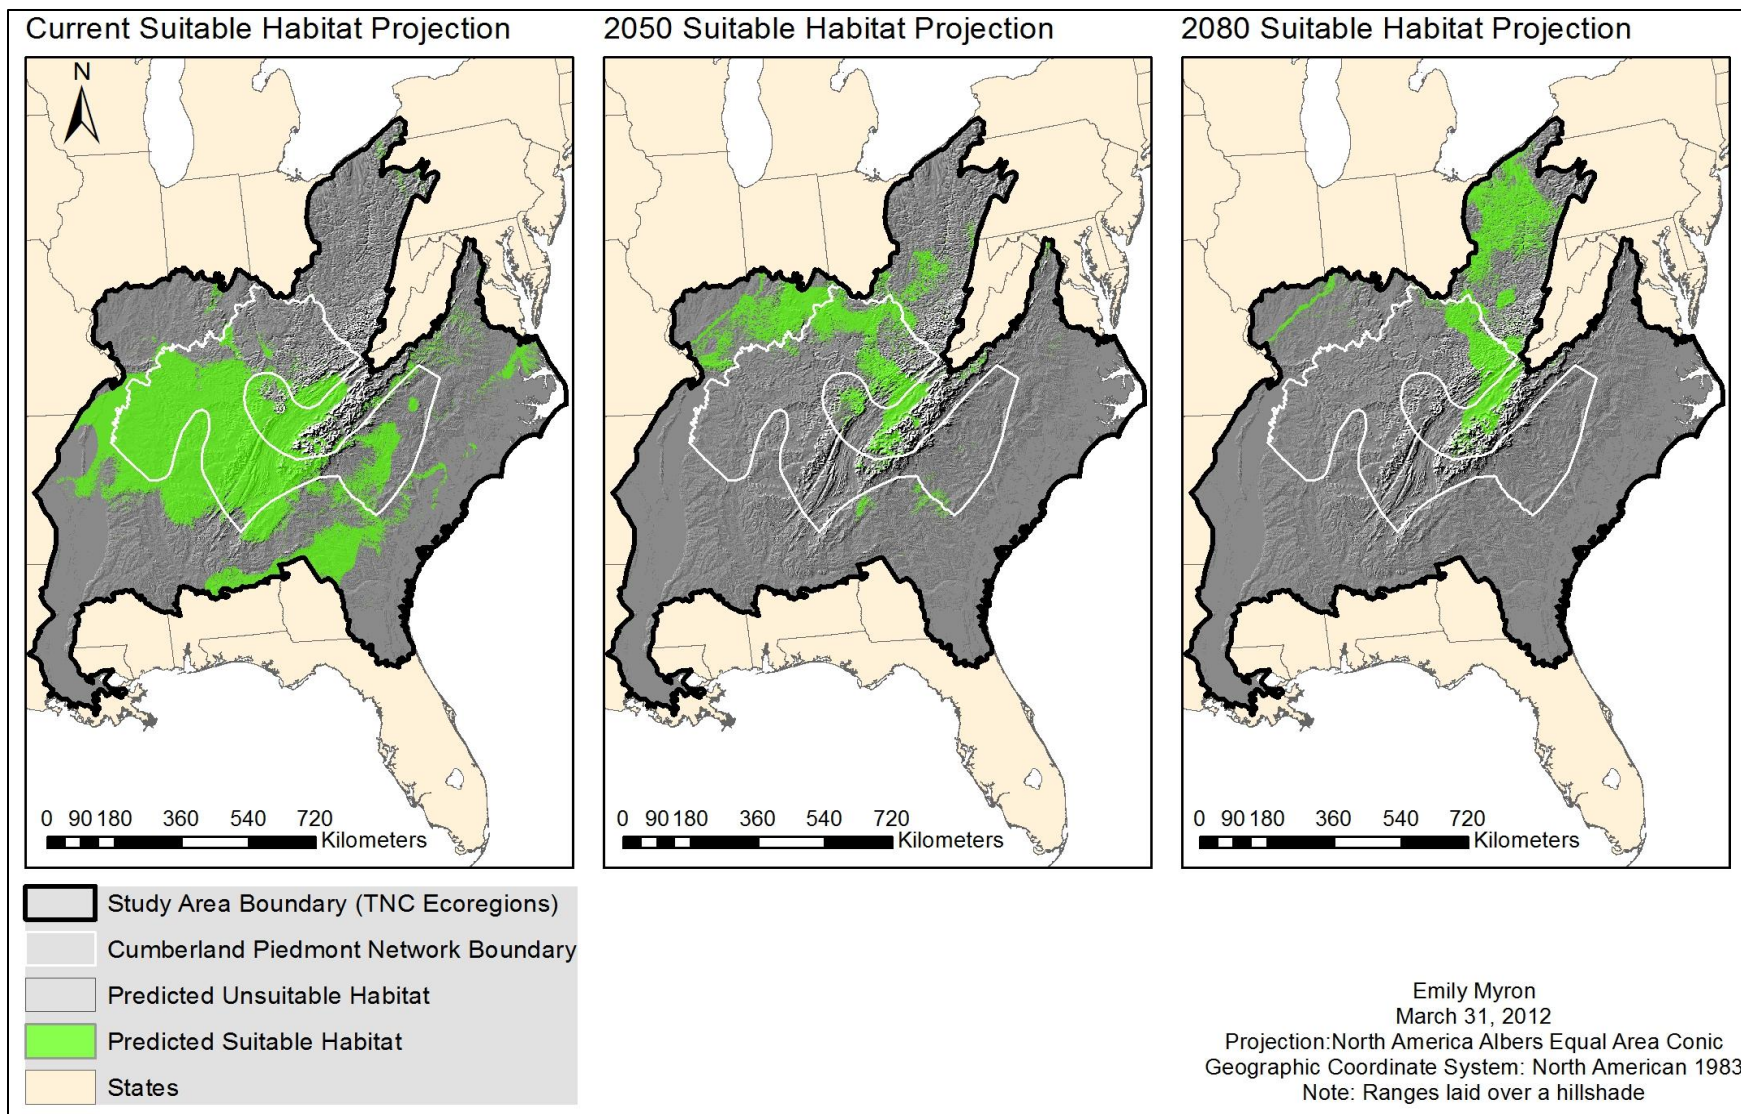 Current Suitable Habitat Projection
2050 Suitable Habitat Projection
2080 Suitable Habitat Projection
N
0 90 180 360 540 720
Kilometers
0 90 180 360 540 720
Kilometers
0 90 180 360 540 720
Kilometers
Study Area Boundary (TNC Ecoregions)
Cumberland Piedmont Network Boundary
Predicted Unsuitable Habitat
Predicted Suitable Habitat
States
Emily Myron
March 31, 2012
Projection:North America Albers Equal Area Conic
Geographic Coordinate System: North American 1983
Note: Ranges laid over a hillshade